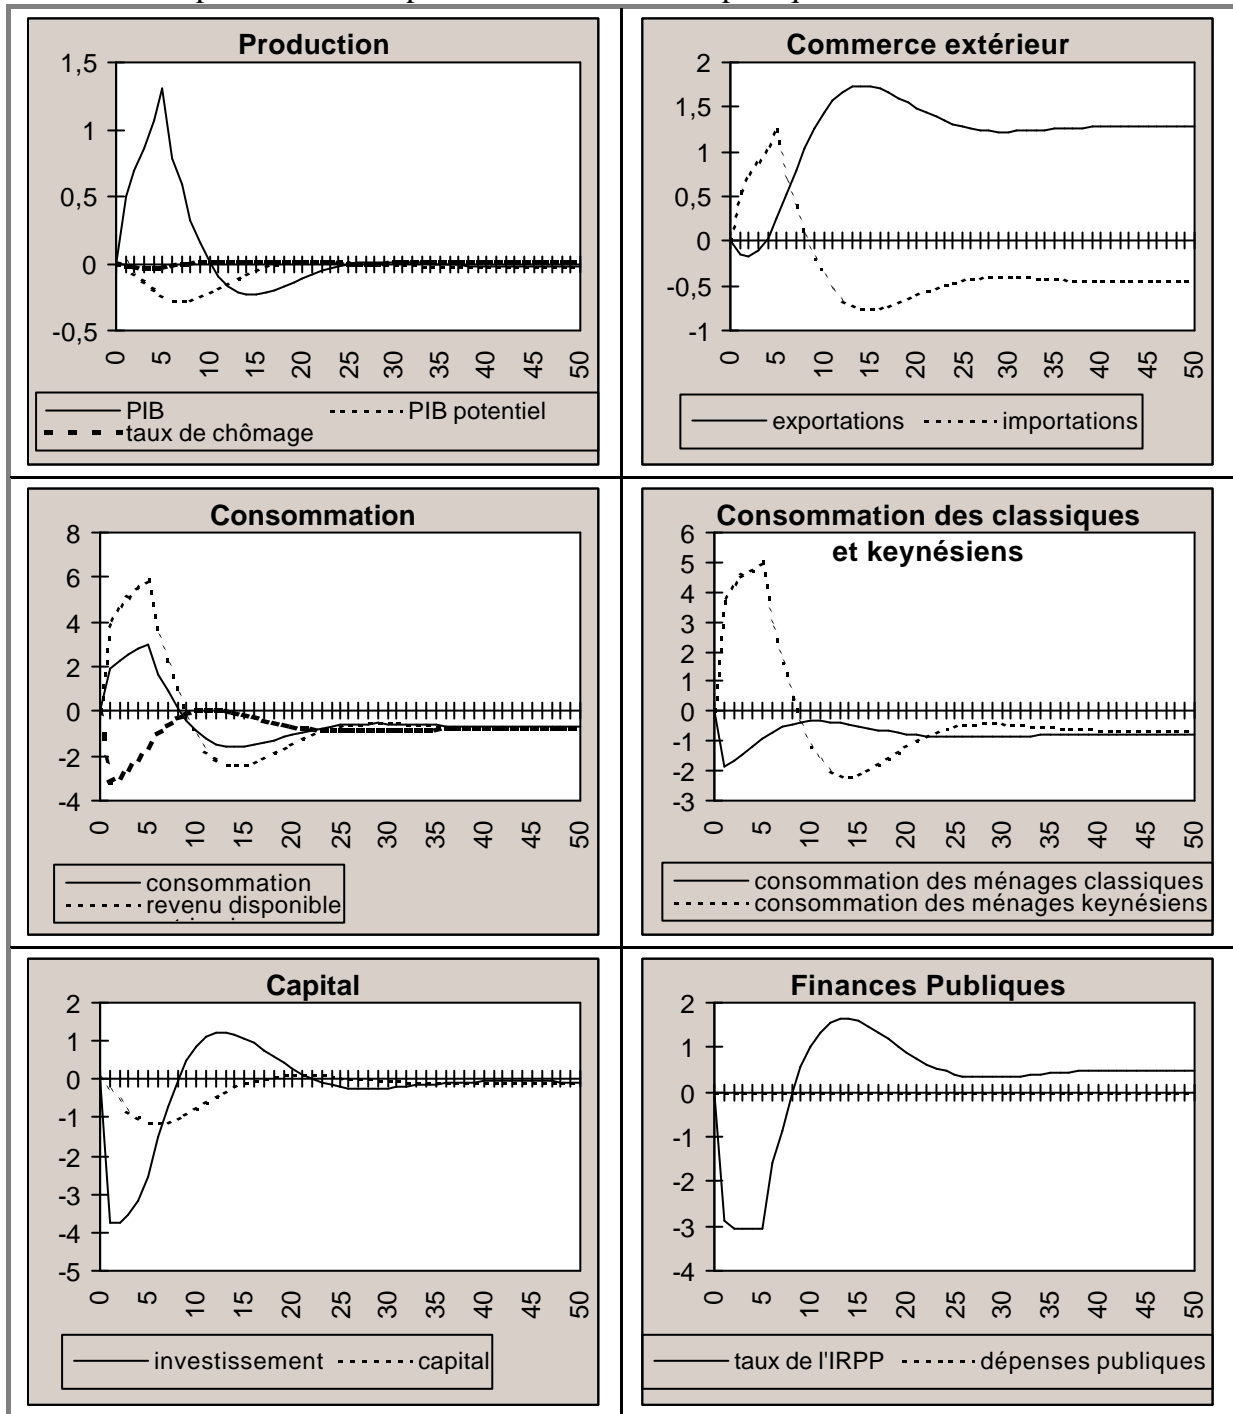 Production
1,5
1
0,5
0
-0,5
0 5 10 15 20 25 30 35 40 45 50
PIB PIB potentiel
taux de chômage
Commerce extérieur
2
1,5
1
0,5
0
-0,5
-1
0 5 10 15 20 25 30 35 40 45 50
exportations importations
Consommation
8
6
4
2
0
-2
-4
0 5 10 15 20 25 30 35 40 45 50
consommation
revenu disponible
Consommation des classiques
et keynésiens
6
5
4
3
2
1
0
-1
-2
-3
0 5 10 15 20 25 30 35 40 45 50
consommation des ménages classiques
consommation des ménages keynésiens
Capital
2
1
0
-1
-2
-3
-4
-5
0 5 10 15 20 25 30 35 40 45 50
investissement capital
Finances Publiques
2
1
0
-1
-2
-3
-4
0 5 10 15 20 25 30 35 40 45 50
taux de l'IRPP dépenses publiques